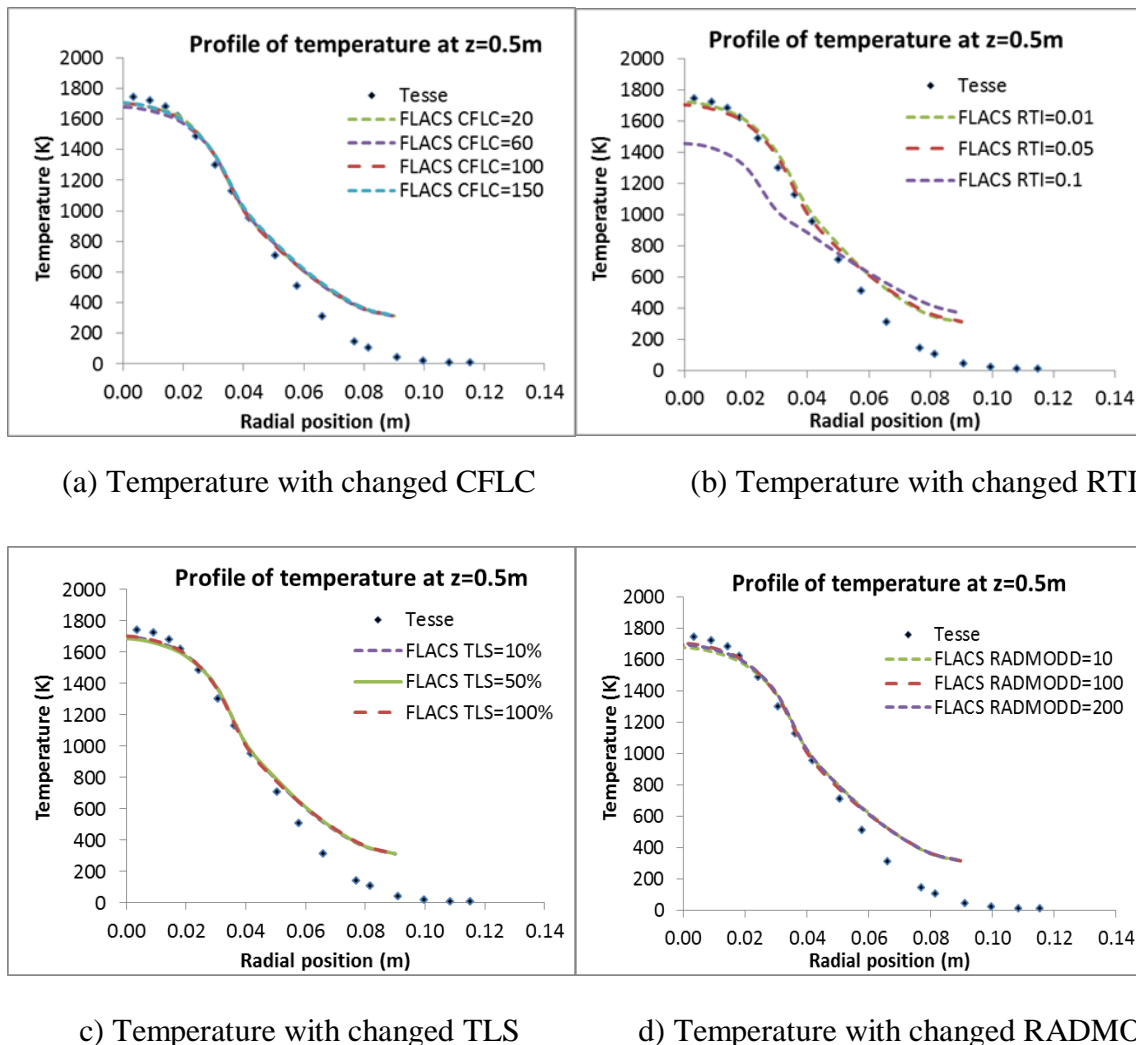 Profile of temperature at z=0.5m
2000
1800
1600
1400
1200
1000
800
600
400
200
0
Temperature (K)
Tesse
FLACS CFLC=20
FLACS CFLC=60
FLACS CFLC=100
FLACS CFLC=150
0.00 0.02 0.04 0.06 0.08 0.10 0.12 0.14
Radial position (m)
(a) Temperature with changed CFLC
Profile of temperature at z=0.5m
2000
1800
1600
1400
1200
1000
800
600
400
200
0
Temperature (K)
Tesse
FLACS RTI=0.01
FLACS RTI=0.05
FLACS RTI=0.1
0.00 0.02 0.04 0.06 0.08 0.10 0.12 0.14
Radial position (m)
(b) Temperature with changed RTI
Profile of temperature at z=0.5m
2000
1800
1600
1400
1200
1000
800
600
400
200
0
Temperature (K)
Tesse
FLACS TLS=10%
FLACS TLS=50%
FLACS TLS=100%
0.00 0.02 0.04 0.06 0.08 0.10 0.12 0.14
Radial position (m)
c) Temperature with changed TLS
Profile of temperature at z=0.5m
2000
1800
1600
1400
1200
1000
800
600
400
200
0
Temperature (K)
Tesse
FLACS RADMODD=10
FLACS RADMODD=100
FLACS RADMODD=200
0.00 0.02 0.04 0.06 0.08 0.10 0.12 0.14
Radial position (m)
d) Temperature with changed RADMO